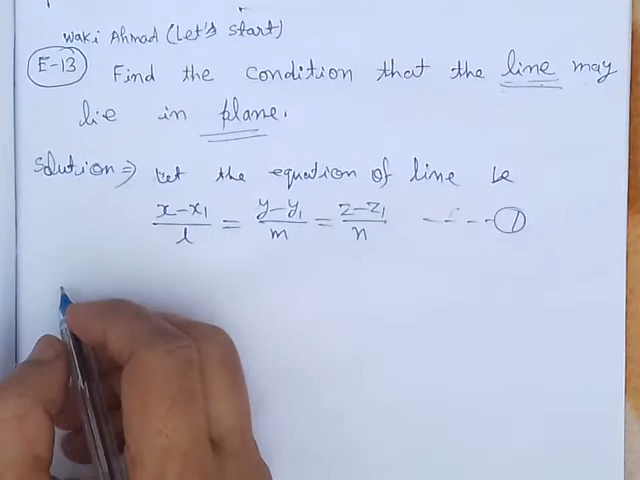 Waki Ahmad (Let's start)
E-13 Find the condition that the line may
lie in plane.
Solution ⇒ Let the equation of line be
x-x₁/l = y-y₁/m = z-z₁/n ----- ①